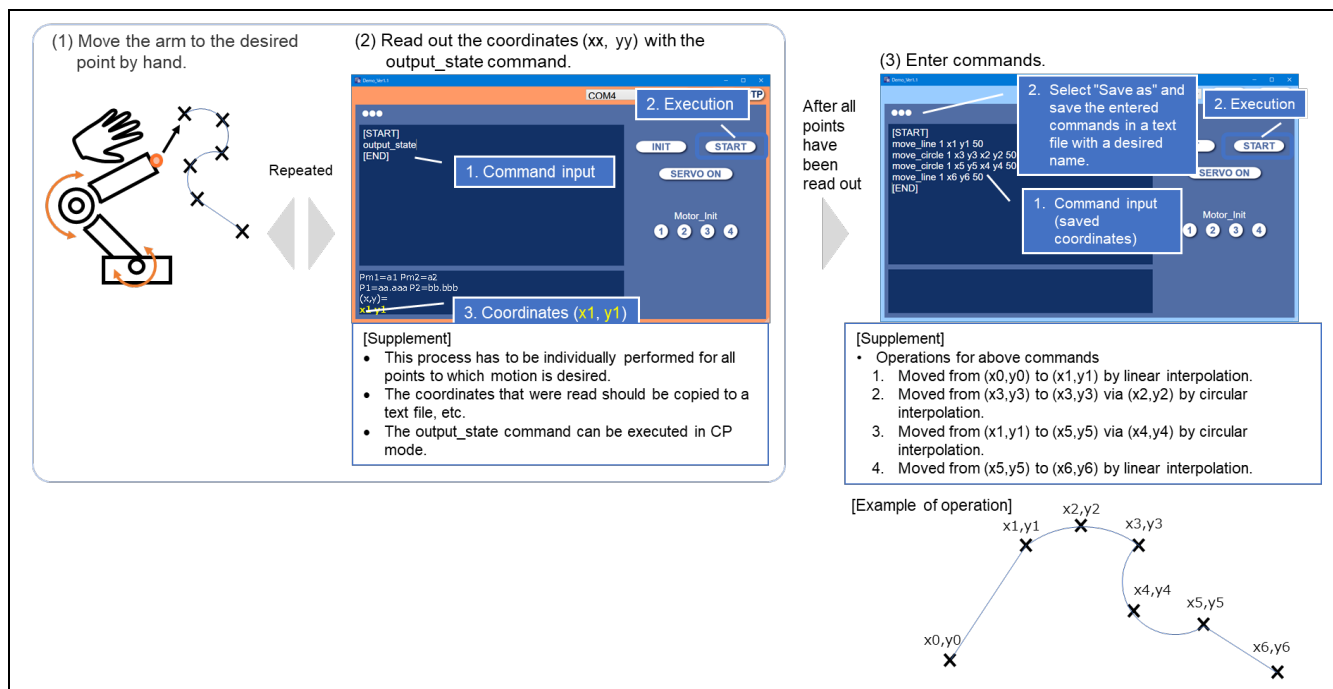 (1) Move the arm to the desired
point by hand.
Repeated
(2) Read out the coordinates (xx, yy) with the
output_state command.
Demo_Ver1.1
COM4
TP
2. Execution
[START]
output_state
[END]
1. Command input
INIT
START
SERVO ON
Motor_Init
1 2 3 4
Pm1=a1 Pm2=a2
P1=aa.aaa P2=bb.bbb
(x,y)=
x1 y1
3. Coordinates (x1, y1)
[Supplement]
• This process has to be individually performed for all
points to which motion is desired.
• The coordinates that were read should be copied to a
text file, etc.
• The output_state command can be executed in CP
mode.
After all
points
have
been
read out
(3) Enter commands.
Demo_Ver1.1
2. Select "Save as" and
save the entered
commands in a text
file with a desired
name.
2. Execution
[START]
move_line 1 x1 y1 50
move_circle 1 x3 y3 x2 y2 50
move_circle 1 x5 y5 x4 y4 50
move_line 1 x6 y6 50
[END]
1. Command input
(saved
coordinates)
START
SERVO ON
Motor_Init
1 2 3 4
[Supplement]
• Operations for above commands
1. Moved from (x0,y0) to (x1,y1) by linear interpolation.
2. Moved from (x3,y3) to (x3,y3) via (x2,y2) by circular
interpolation.
3. Moved from (x1,y1) to (x5,y5) via (x4,y4) by circular
interpolation.
4. Moved from (x5,y5) to (x6,y6) by linear interpolation.
[Example of operation]
x2,y2
x1,y1
x3,y3
x4,y4
x5,y5
x0,y0
x6,y6